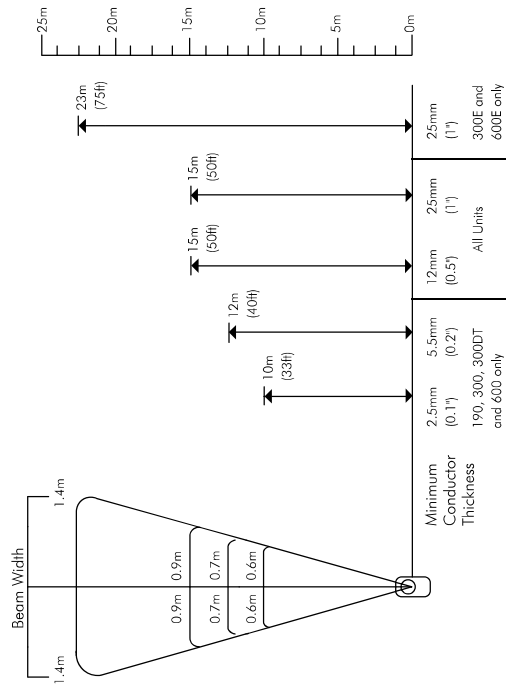 25m
20m
15m
10m
5m
0m
23m
(75ft)
15m
(50ft)
15m
(50ft)
12m
(40ft)
10m
(33ft)
25mm
(1")
300E and
600E only
25mm
(1")
12mm
(0.5")
All Units
5.5mm
(0.2")
2.5mm
(0.1")
190, 300, 300DT
and 600 only
Minimum
Conductor
Thickness
Beam Width
1.4m
1.4m
0.9m
0.9m
0.7m
0.7m
0.6m
0.6m